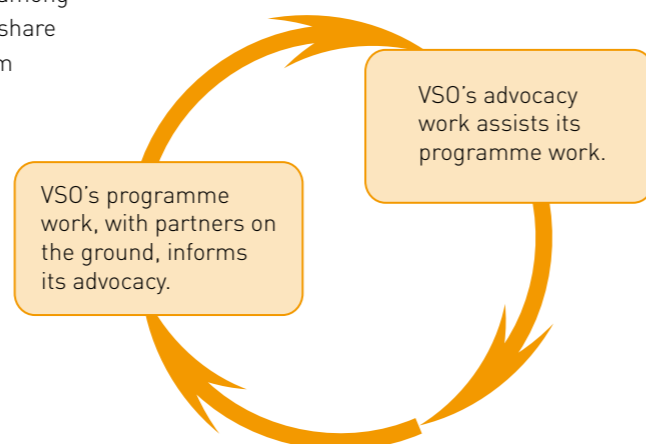 among
share
VSO’s advocacy
work assists its
programme work.
VSO’s programme
work, with partners on
the ground, informs
its advocacy.